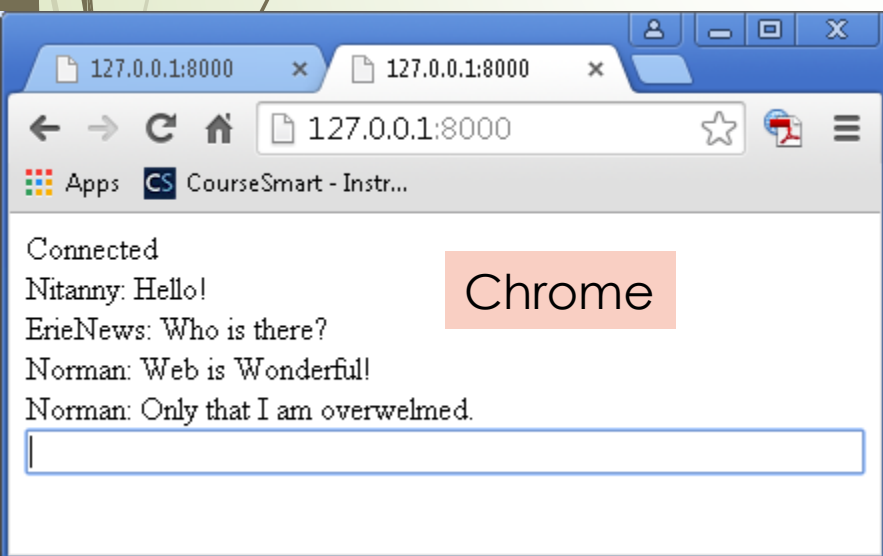 127.0.0.1:8000
127.0.0.1:8000
127.0.0.1:8000
Apps CS CourseSmart - Instr...
Connected
Chrome
Nitanny: Hello!
ErieNews: Who is there?
Norman: Web is Wonderful!
Norman: Only that I am overwelmed.